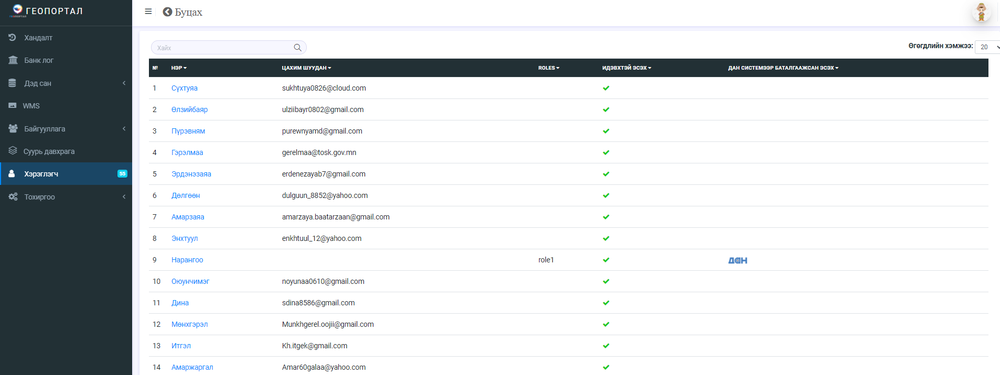 ГЕОПОРТАЛ
Буцах
Хандалт
Банк лог
Дэд сан
WMS
Байгууллага
Суурь давхрага
Хэрэглэгч 55
Тохиргоо
Хайх
Өгөгдлийн хэмжээ: 20
№ НЭР ЦАХИМ ШУУДАН ROLES ИДЭВХТЭЙ ЭСЭХ ДАН СИСТЕМЭЭР БАТАЛГААЖСАН ЭСЭХ
1 Сүхтуяа sukhtuya0826@cloud.com
2 Өлзийбаяр ulziibayr0802@gmail.com
3 Пүрэвням purewnyamd@gmail.com
4 Гэрэлмаа gerelmaa@tosk.gov.mn
5 Эрдэнэзаяа erdenezayab7@gmail.com
6 Дөлгөөн dulguun_8852@yahoo.com
7 Амарзаяа amarzaya.baatarzaan@gmail.com
8 Энхтуул enkhtuul_12@yahoo.com
9 Нарангоо role1 ДАН
10 Оюунчимэг noyunaa0610@gmail.com
11 Дина sdina8586@gmail.com
12 Мөнхгэрэл Munkhgerel.oojii@gmail.com
13 Итгэл Kh.itgek@gmail.com
14 Амаржаргал Amar60galaa@yahoo.com